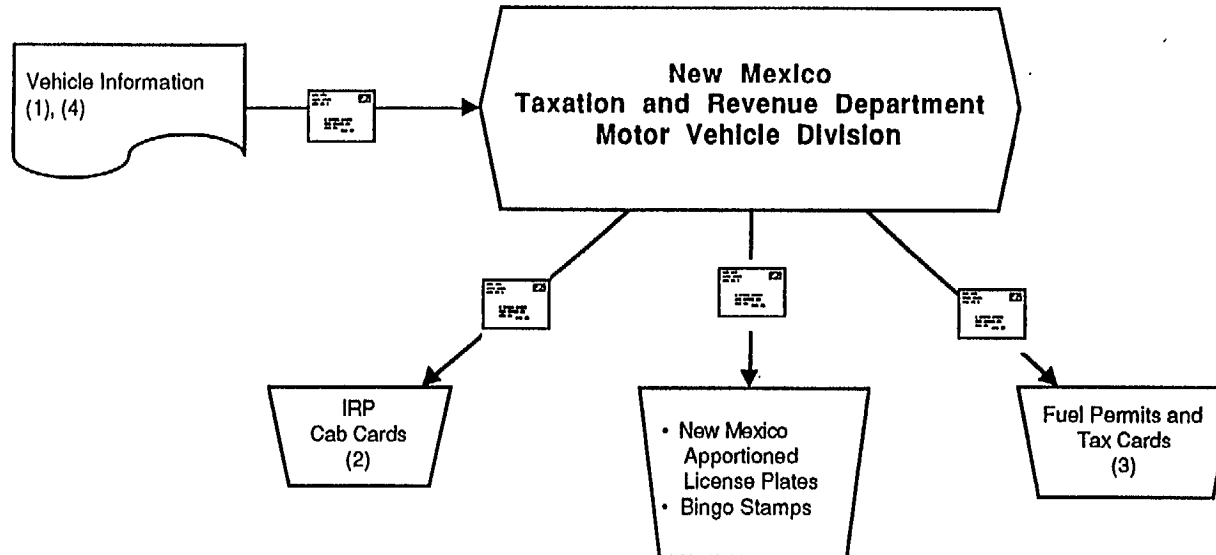 Vehicle Information
(1), (4)
New Mexico
Taxation and Revenue Department
Motor Vehicle Division
IRP
Cab Cards
(2)
• New Mexico
Apportioned
License Plates
• Bingo Stamps
Fuel Permits and
Tax Cards
(3)